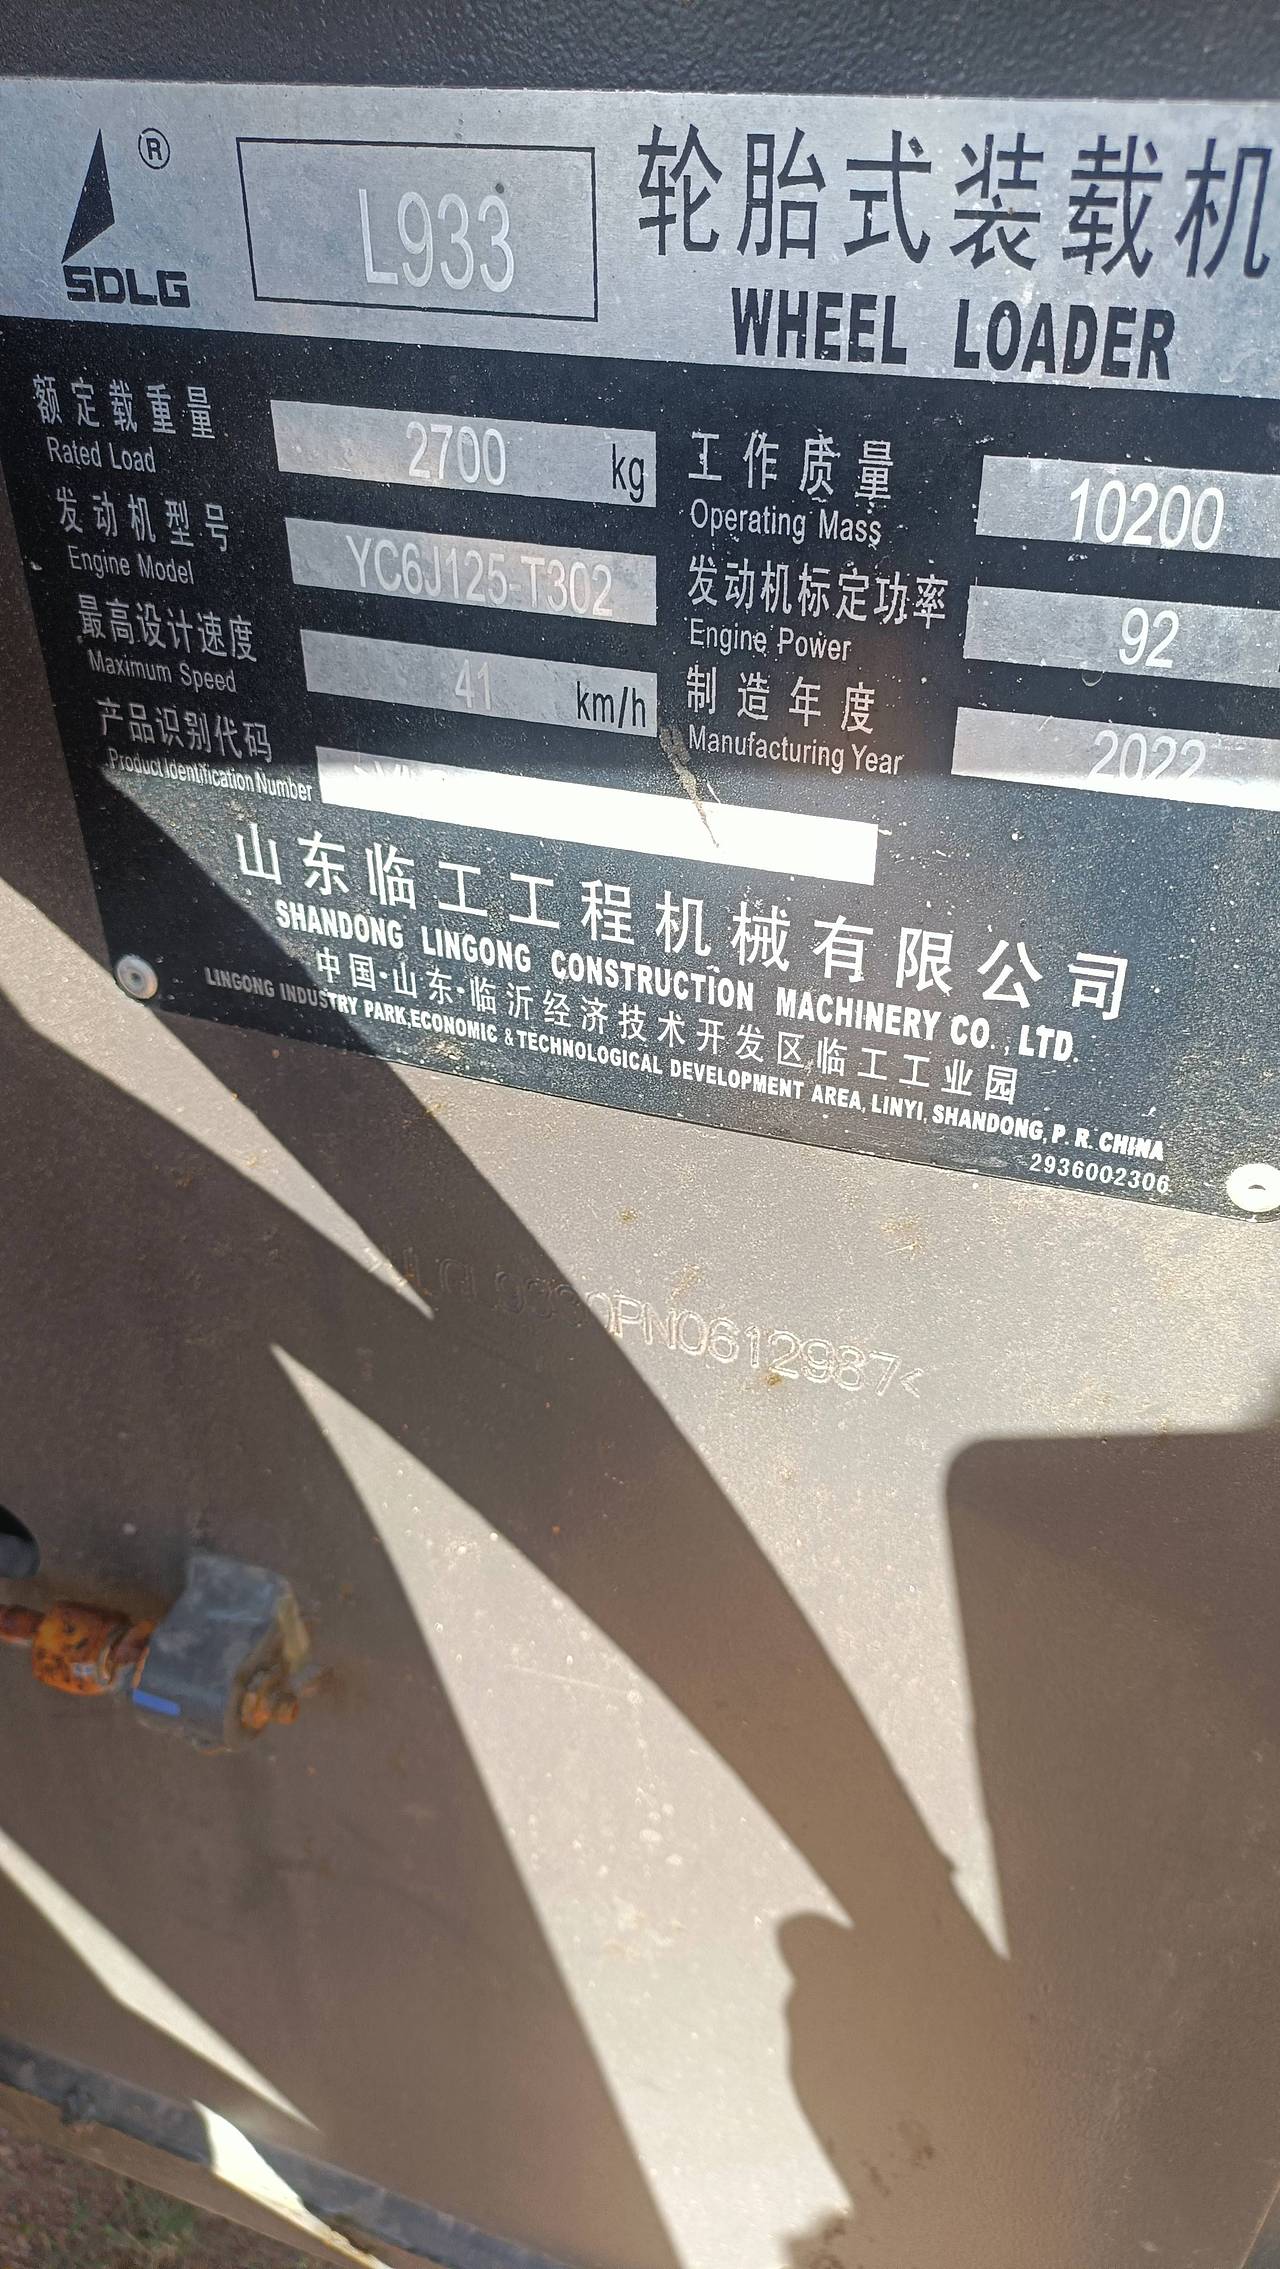 ®
SDLG
L933
轮胎式装载机
WHEEL LOADER
额定载重量
Rated Load
2700 kg
工作质量
Operating Mass
10200
发动机型号
Engine Model
YC6J125-T302
发动机标定功率
Engine Power
92
最高设计速度
Maximum Speed
41 km/h
制造年度
Manufacturing Year
2022
产品识别代码
Product Identification Number
山东临工工程机械有限公司
SHANDONG LINGONG CONSTRUCTION MACHINERY CO., LTD
中国·山东·临沂经济技术开发区临工工业园
LINGONG INDUSTRY PARK,ECONOMIC & TECHNOLOGICAL DEVELOPMENT AREA, LINYI, SHANDONG, P. R. CHINA
2936002306